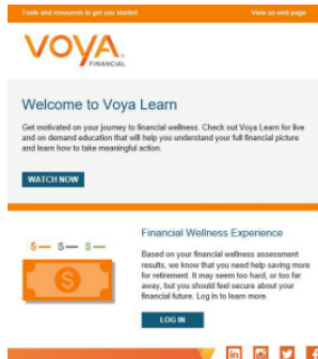 Tools and resources to get you started
View as web page
VOYA
FINANCIAL
Welcome to Voya Learn
Get motivated on your journey to financial wellness. Check out Voya Learn for live
and on demand education that will help you understand your full financial picture
and learn how to take meaningful action.
WATCH NOW
Financial Wellness Experience
$ $ $
Based on your financial wellness assessment
results, we know that you need help saving more
for retirement. It may seem too hard, or too far
away, but you should feel secure about your
financial future. Log in to learn more.
$
LOG IN
in
f